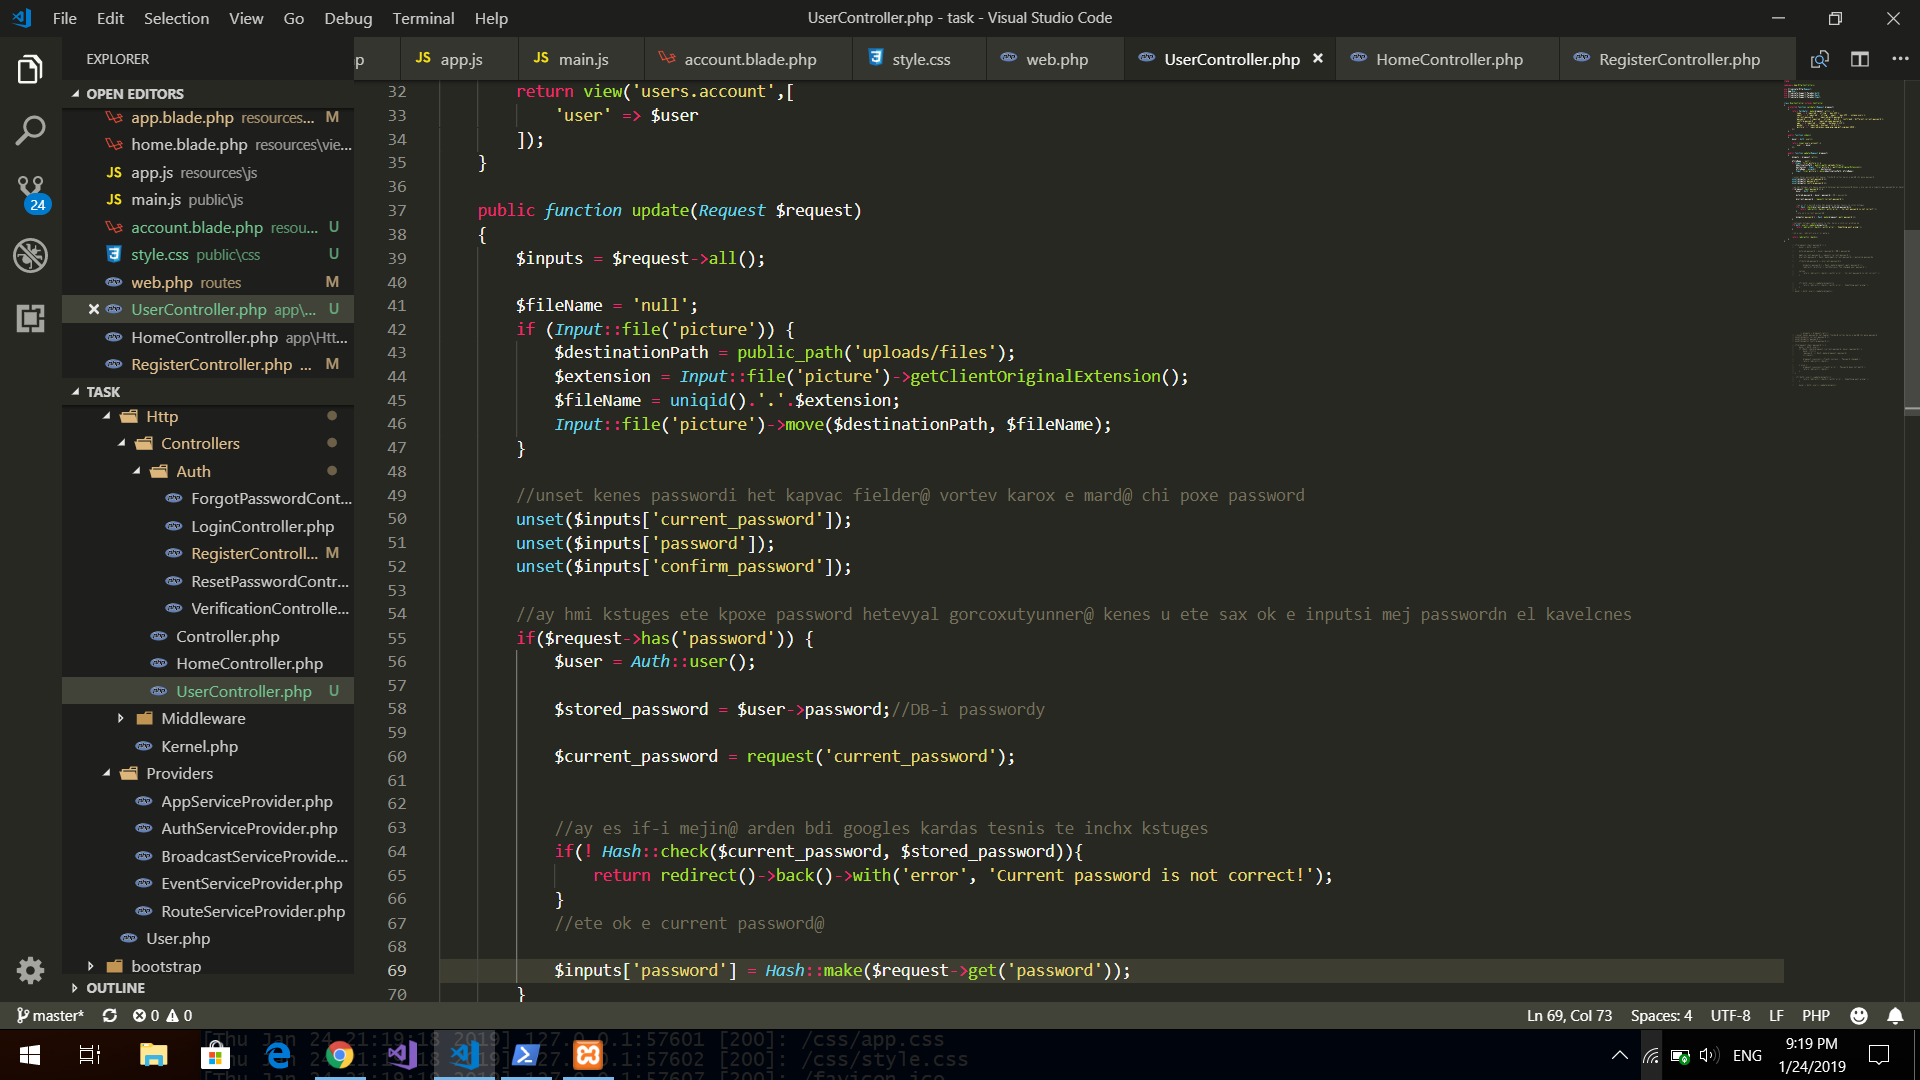 File Edit Selection View Go Debug Terminal Help
UserController.php - task - Visual Studio Code
EXPLORER
p
JS app.js
JS main.js
account.blade.php
style.css
web.php
UserController.php ×
HomeController.php
RegisterController.php
OPEN EDITORS
app.blade.php resources... M
home.blade.php resources\vie...
JS app.js resources\js
JS main.js public\js
account.blade.php resou... U
style.css public\css U
web.php routes M
× UserController.php app\... U
HomeController.php app\Htt...
RegisterController.php ... M
TASK
Http
Controllers
Auth
ForgotPasswordCont...
LoginController.php
RegisterControll... M
ResetPasswordContr...
VerificationControlle...
Controller.php
HomeController.php
UserController.php U
Middleware
Kernel.php
Providers
AppServiceProvider.php
AuthServiceProvider.php
BroadcastServiceProvide...
EventServiceProvider.php
RouteServiceProvider.php
User.php
bootstrap
OUTLINE
24
32 return view('users.account',[
33 'user' => $user
34 ]);
35 }
36
37 public function update(Request $request)
38 {
39 $inputs = $request->all();
40
41 $fileName = 'null';
42 if (Input::file('picture')) {
43 $destinationPath = public_path('uploads/files');
44 $extension = Input::file('picture')->getClientOriginalExtension();
45 $fileName = uniqid().'.'.$extension;
46 Input::file('picture')->move($destinationPath, $fileName);
47 }
48
49 //unset kenes passwordi het kapvac fielder@ vortev karox e mard@ chi poxe password
50 unset($inputs['current_password']);
51 unset($inputs['password']);
52 unset($inputs['confirm_password']);
53
54 //ay hmi kstuges ete kpoxe password hetevyal gorcoxutyunner@ kenes u ete sax ok e inputsi mej passwordn el kavelcnes
55 if($request->has('password')) {
56 $user = Auth::user();
57
58 $stored_password = $user->password;//DB-i passwordy
59
60 $current_password = request('current_password');
61
62
63 //ay es if-i mejin@ arden bdi googles kardas tesnis te inchx kstuges
64 if(! Hash::check($current_password, $stored_password)){
65 return redirect()->back()->with('error', 'Current password is not correct!');
66 }
67 //ete ok e current password@
68
69 $inputs['password'] = Hash::make($request->get('password'));
70 }
master* 0 0
Ln 69, Col 73 Spaces: 4 UTF-8 LF PHP
[Thu Jan 24 21:19:18 2019] 127.0.0.1:57601 [200]: /css/app.css
[Thu Jan 24 21:19:18 2019] 127.0.0.1:57602 [200]: /css/style.css
ENG
9:19 PM
1/24/2019